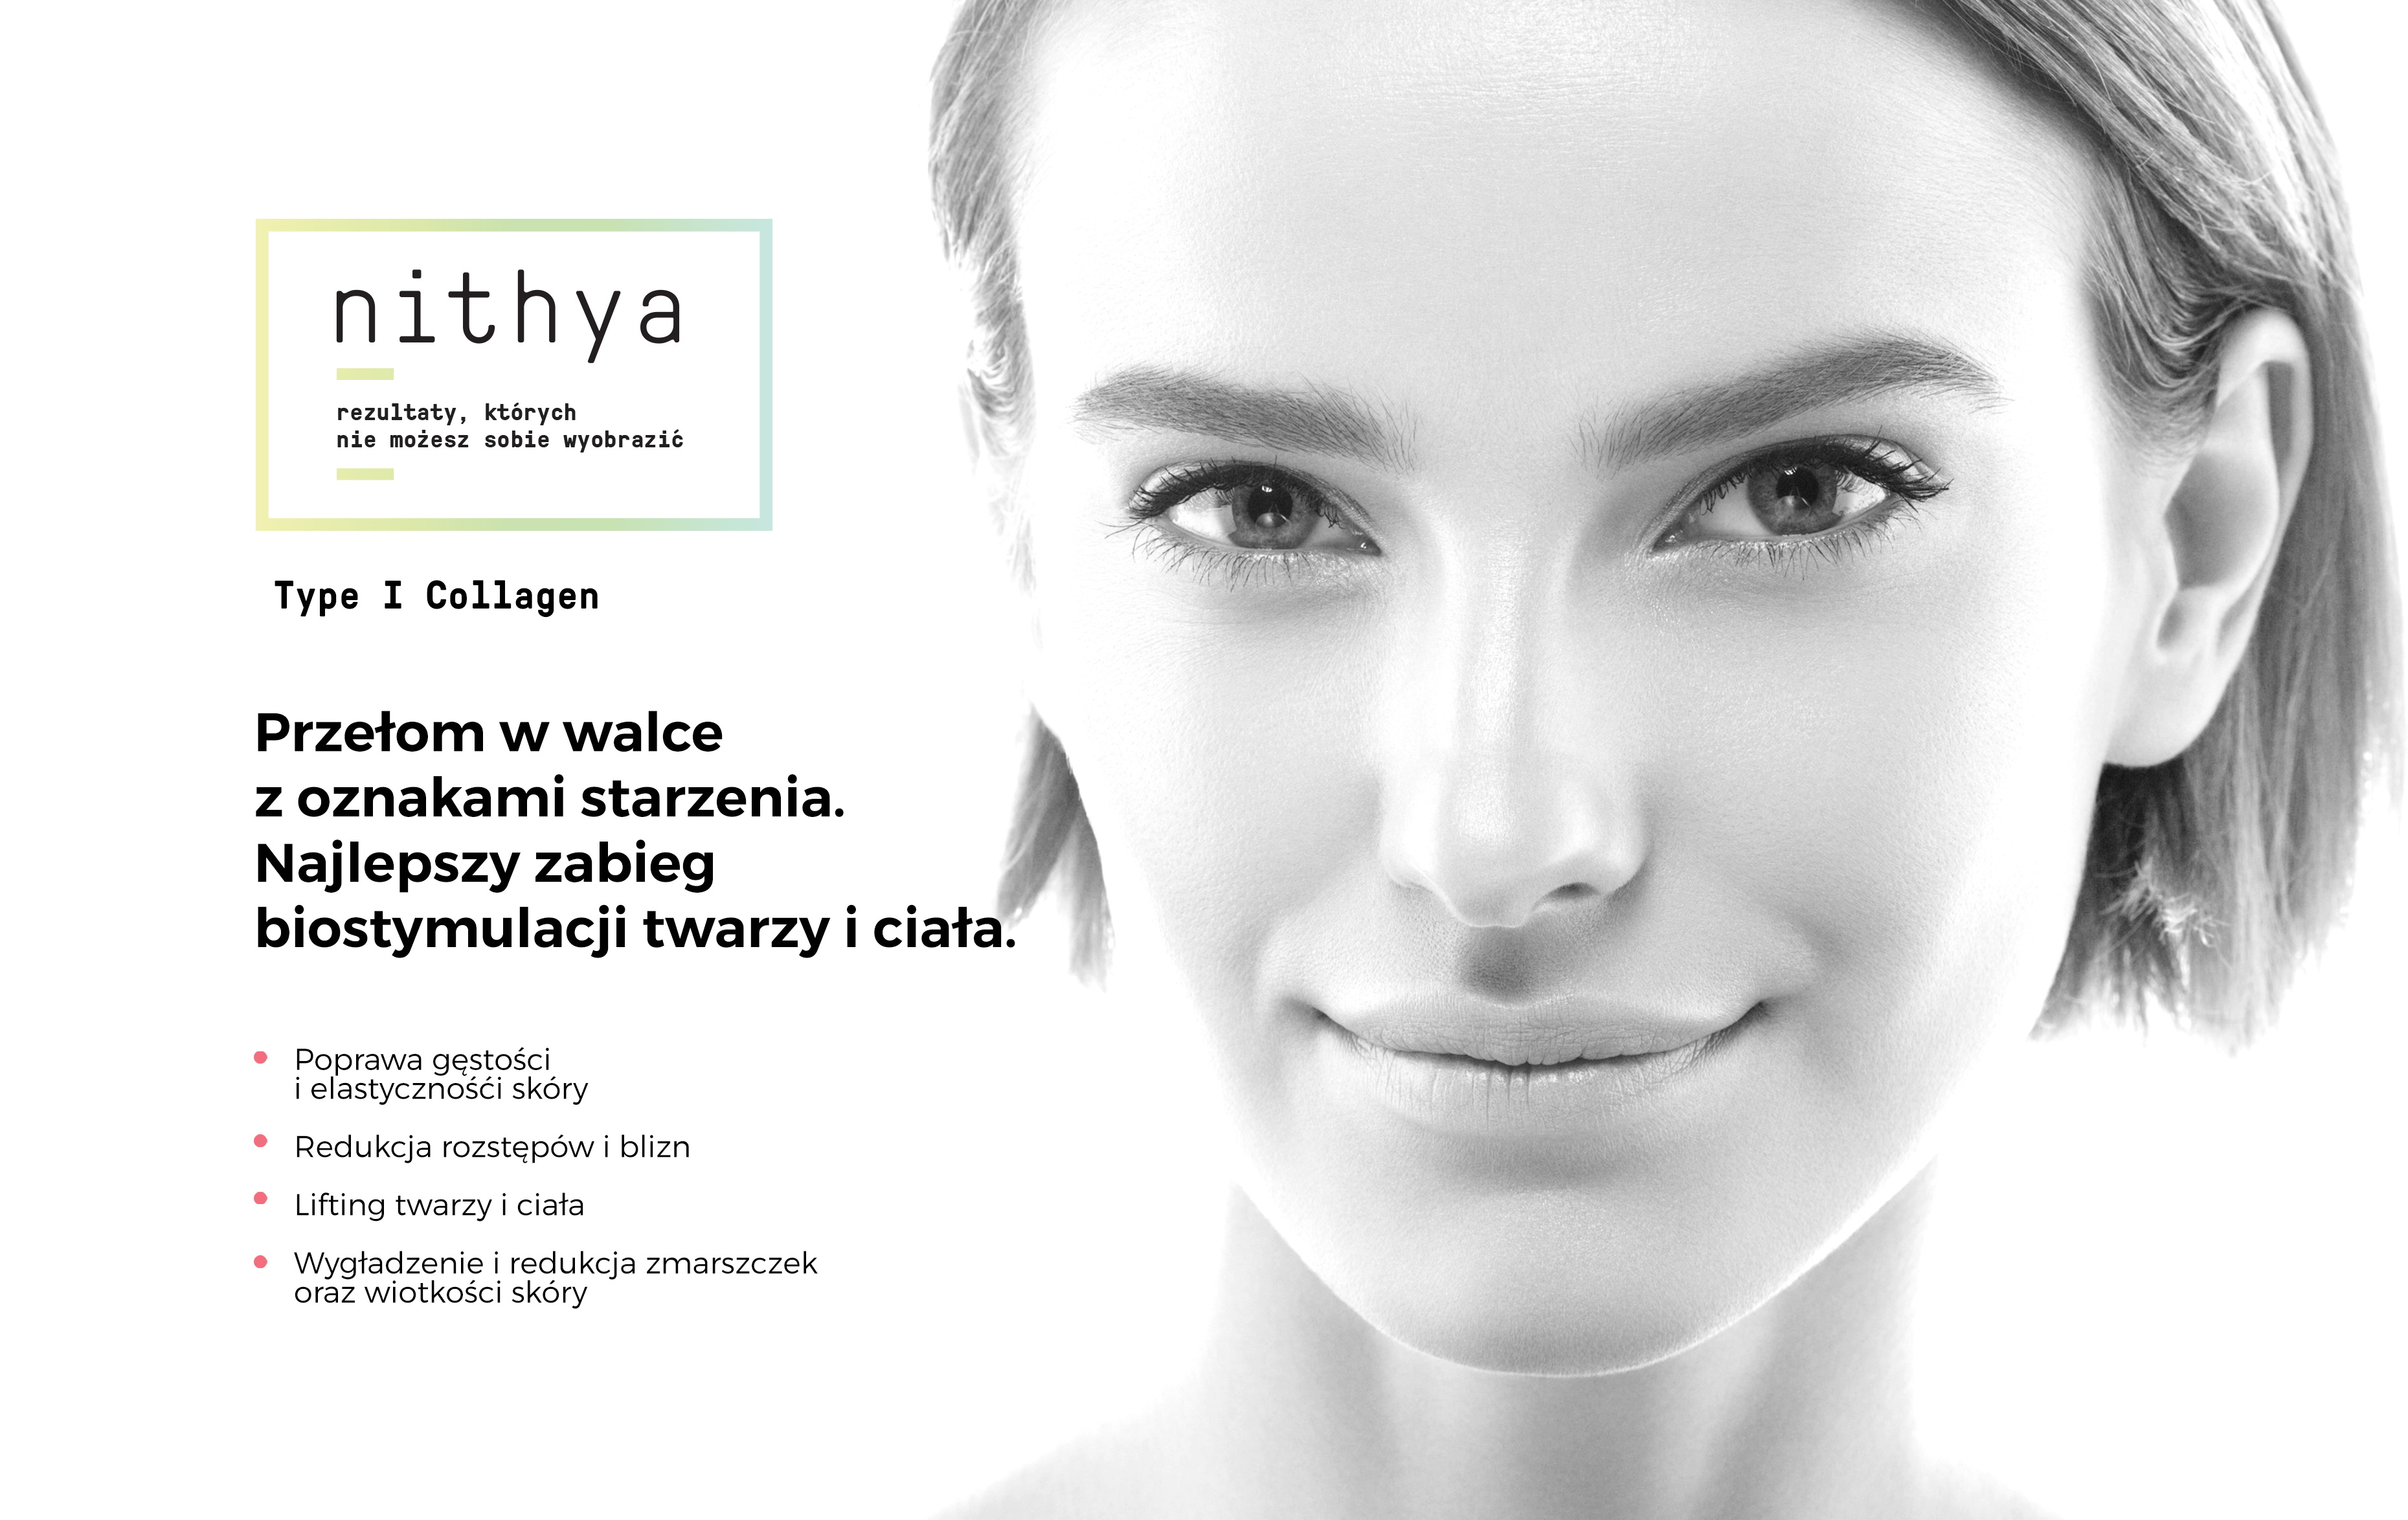 nithya
rezultaty, których
nie możesz sobie wyobrazić
Type I Collagen
Przełom w walce
z oznakami starzenia.
Najlepszy zabieg
biostymulacji twarzy i ciała.
Poprawa gęstości
i elastycznośći skóry
Redukcja rozstępów i blizn
Lifting twarzy i ciała
Wygładzenie i redukcja zmarszczek
oraz wiotkości skóry